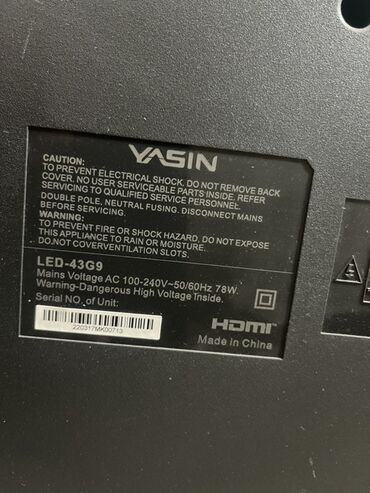 YASIN
CAUTION:
TO PREVENT ELECTRICAL SHOCK. DO NOT REMOVE BACK
COVER. NO USER SERVICEABLE PARTS INSIDE. REFER
SERVICING TO QUALIFIED SERVICE PERSONNEL.
DOUBLE POLE, NEUTRAL FUSING. DISCONNECT MAINS
BEFORE SERVICING.
WARNING:
TO PREVENT FIRE OR SHOCK HAZARD, DO NOT EXPOSE
THIS APPLIANCE TO RAIN OR MOISTURE.
DO NOT COVERVENTILATION SLOTS.
LED-43G9
Mains Voltage AC 100-240V~50/60Hz 78W.
Warning-Dangerous High Voltage Inside.
Serial NO. of Unit:
220317MK00713
HDMI
Made in China